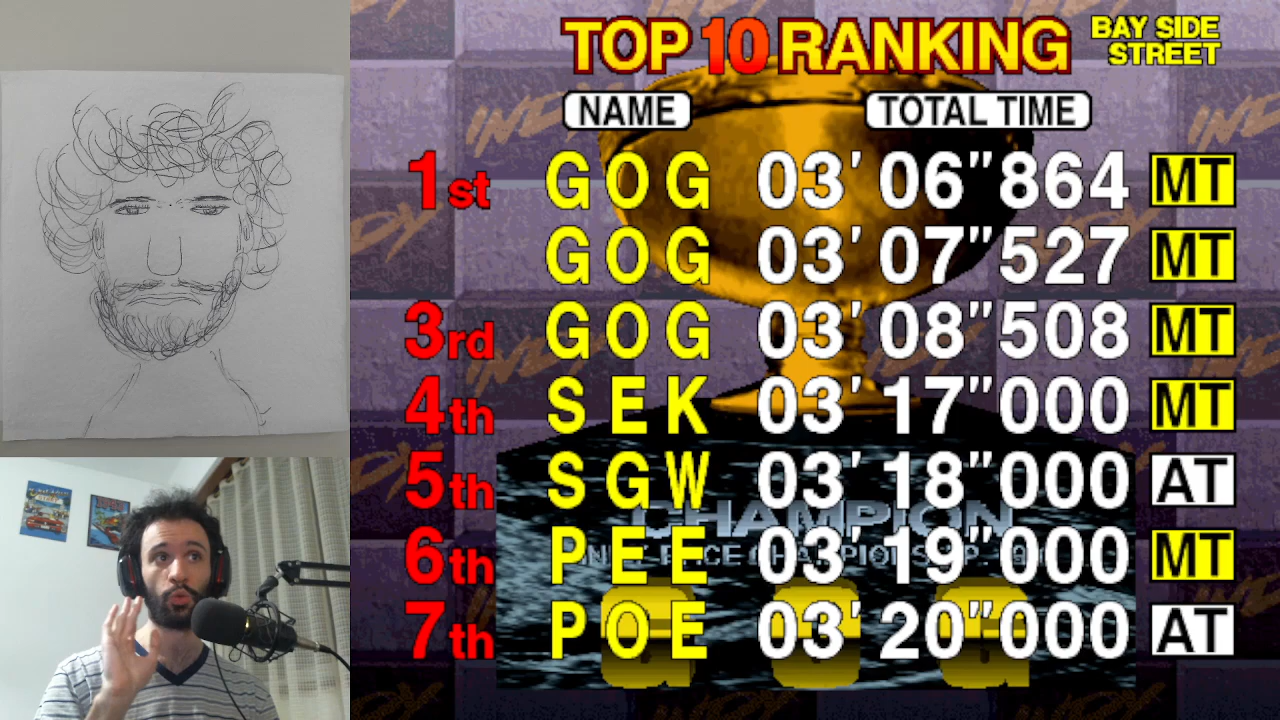 TOP 10 RANKING
BAY SIDE
STREET
NAME TOTAL TIME
1st GOG 03'06"864 MT
GOG 03'07"527 MT
3rd GOG 03'08"508 MT
4th SEK 03'17"000 MT
5th SGW 03'18"000 AT
6th PEE 03'19"000 MT
7th POE 03'20"000 AT
CHAMPION